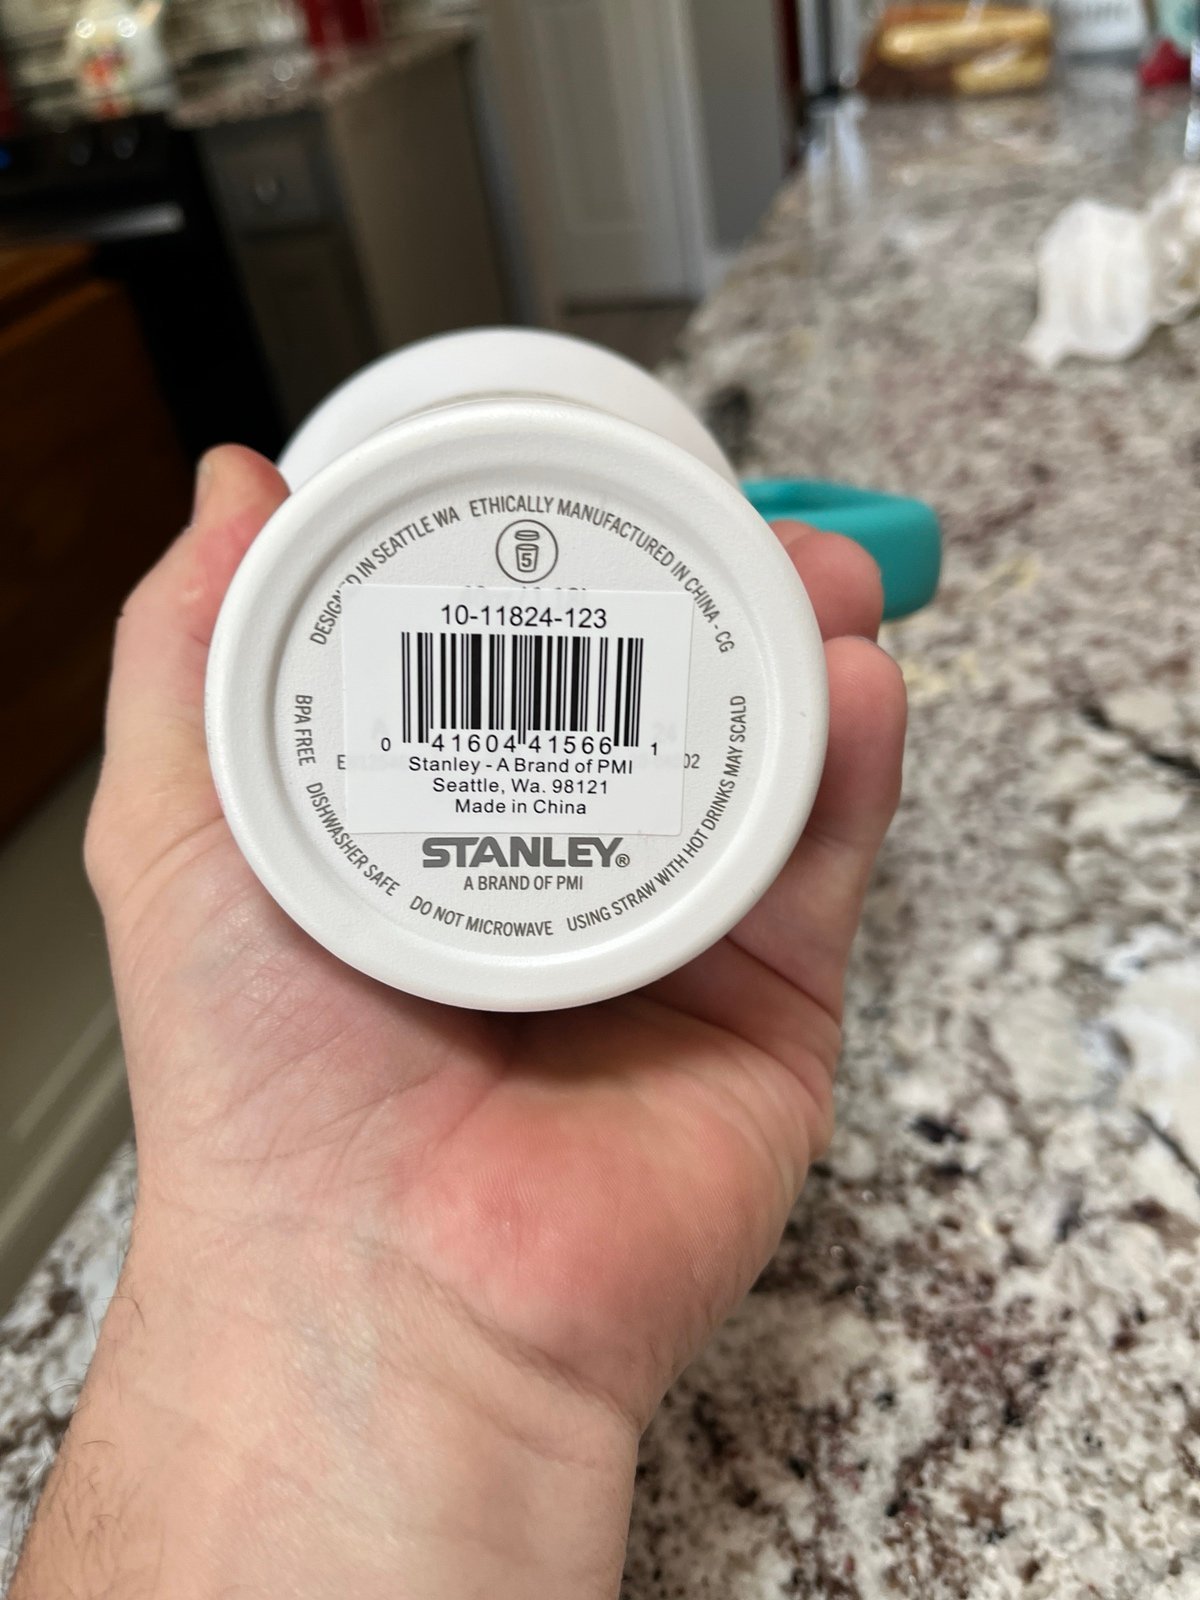 DESIGNED IN SEATTLE WA ETHICALLY MANUFACTURED IN CHINA - CG
5
10-11824-123
0 41604 41566 1
Stanley - A Brand of PMI
Seattle, Wa. 98121
Made in China
STANLEY®
A BRAND OF PMI
BPA FREE DISHWASHER SAFE DO NOT MICROWAVE USING STRAW WITH HOT DRINKS MAY SCALD